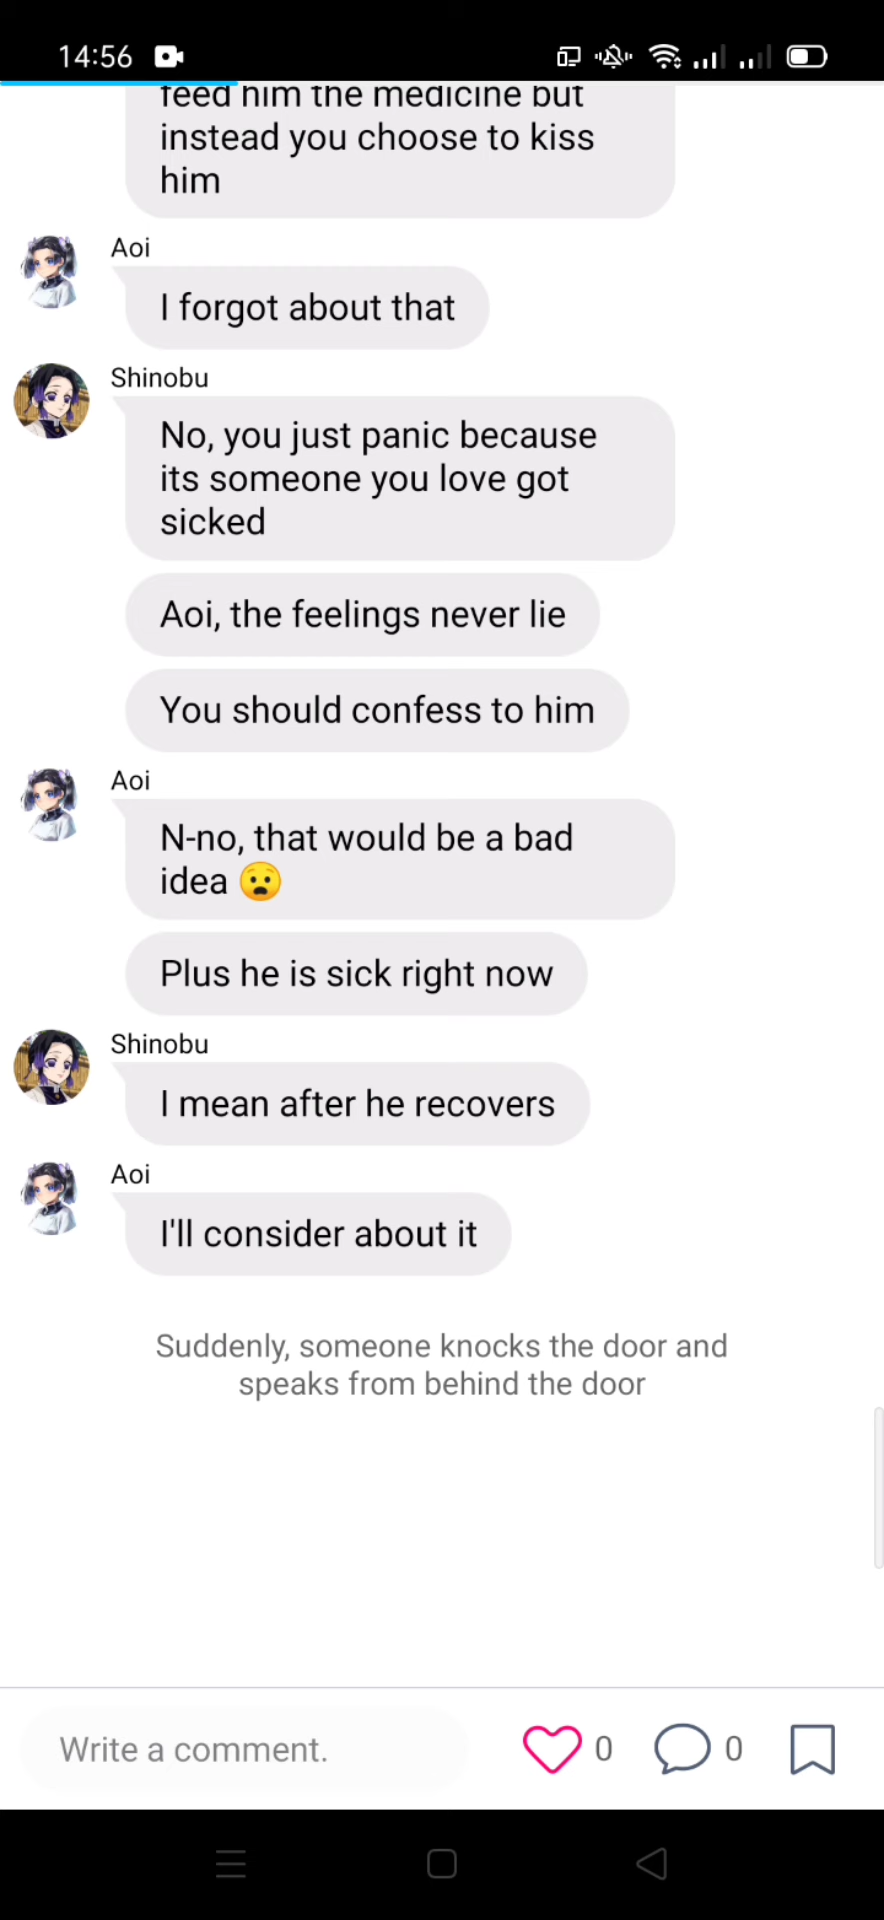 14:56
feed him the medicine but
instead you choose to kiss
him
Aoi
I forgot about that
Shinobu
No, you just panic because
its someone you love got
sicked
Aoi, the feelings never lie
You should confess to him
Aoi
N-no, that would be a bad
idea 😧
Plus he is sick right now
Shinobu
I mean after he recovers
Aoi
I'll consider about it
Suddenly, someone knocks the door and
speaks from behind the door
Write a comment.
0
0